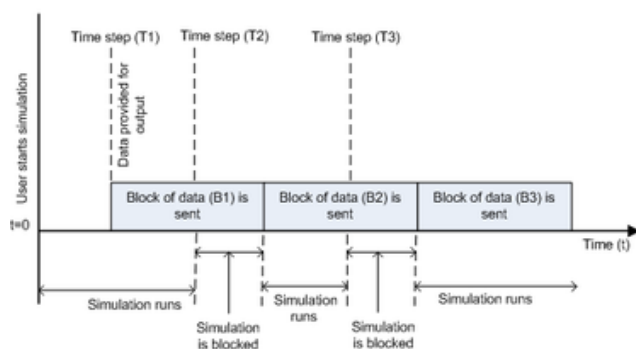 Time step (T1)
Time step (T2)
Time step (T3)
User starts simulation
Data provided for
output
Block of data (B1) is
sent
Block of data (B2) is
sent
Block of data (B3) is
sent
t=0
Time (t)
Simulation runs
Simulation
is blocked
Simulation
runs
Simulation
is blocked
Simulation runs